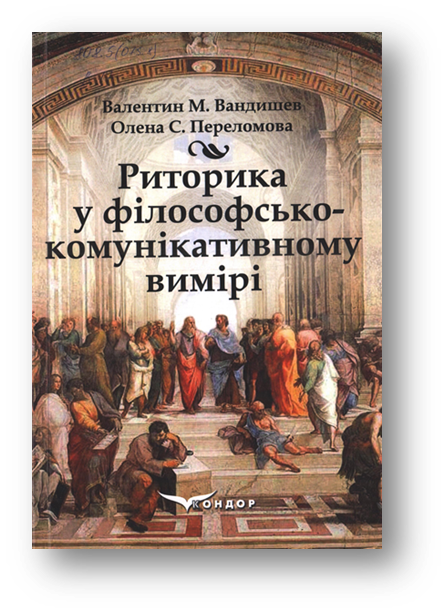 Валентин М. Вандишев
Олена С. Переломова
Риторика
у філософсько-
комунікативному
вимірі
КОНДОР